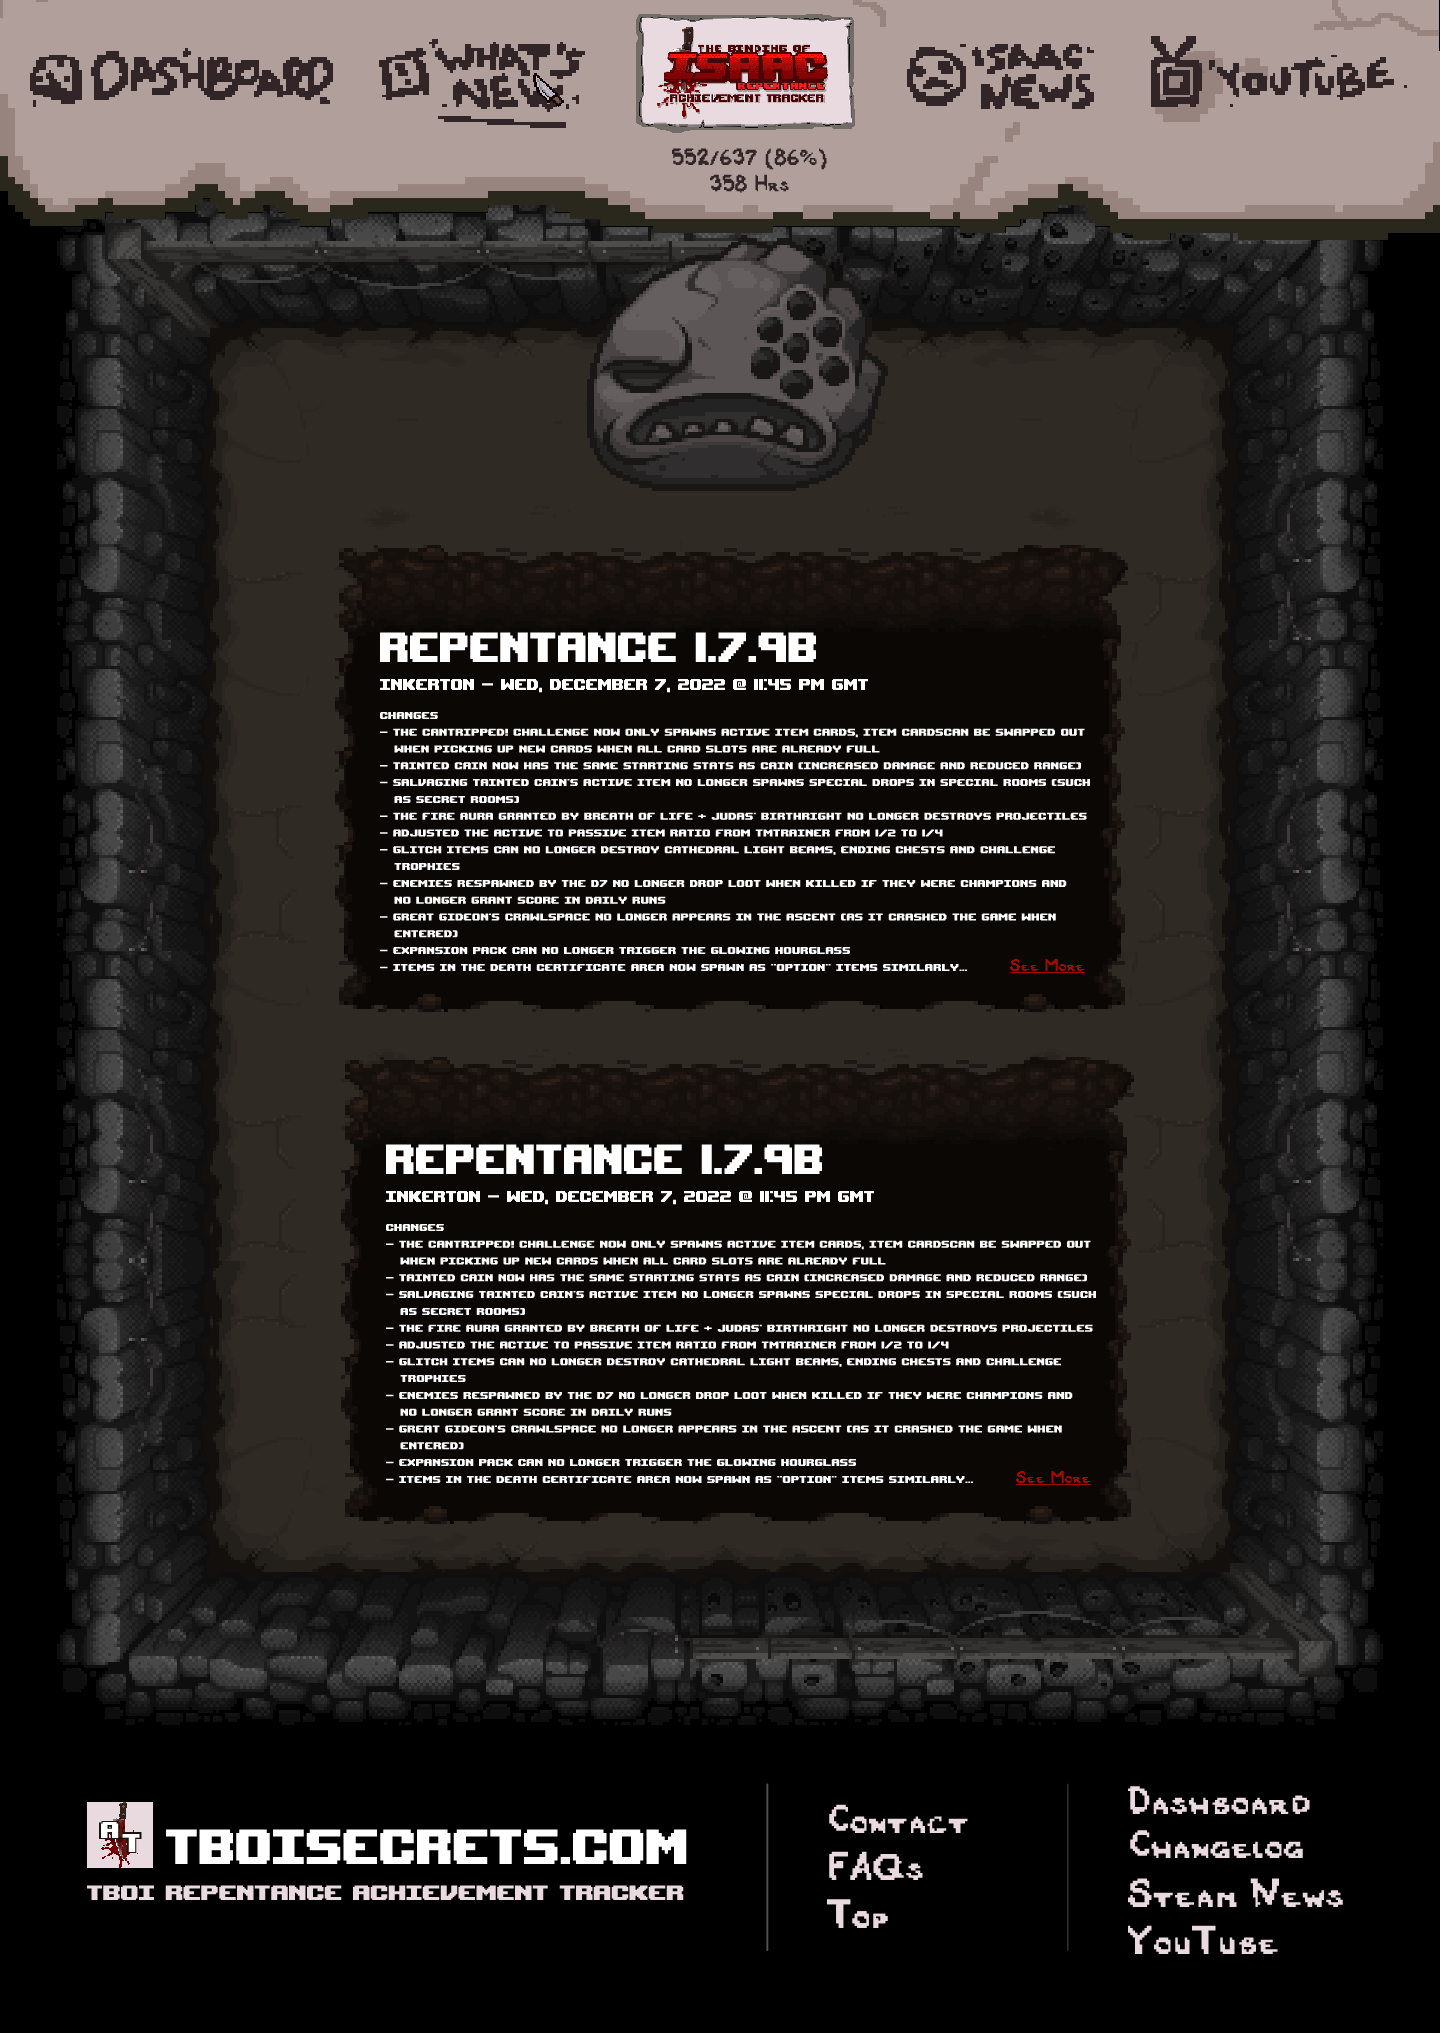 DASHBOARD
WHAT'S
NEW
THE BINDING OF
ISAAC
REPENTANCE
ACHIEVEMENT TRACKER
ISAAC
NEWS
YOUTUBE
552/637 (86%)
358 HRS
REPENTANCE 1.7.9B
INKERTON - WED, DECEMBER 7, 2022 @ 11:45 PM GMT
CHANGES
- THE CANTRIPPED! CHALLENGE NOW ONLY SPAWNS ACTIVE ITEM CARDS, ITEM CARDSCAN BE SWAPPED OUT
WHEN PICKING UP NEW CARDS WHEN ALL CARD SLOTS ARE ALREADY FULL
- TAINTED CAIN NOW HAS THE SAME STARTING STATS AS CAIN (INCREASED DAMAGE AND REDUCED RANGE)
- SALVAGING TAINTED CAIN'S ACTIVE ITEM NO LONGER SPAWNS SPECIAL DROPS IN SPECIAL ROOMS (SUCH
AS SECRET ROOMS)
- THE FIRE AURA GRANTED BY BREATH OF LIFE + JUDAS' BIRTHRIGHT NO LONGER DESTROYS PROJECTILES
- ADJUSTED THE ACTIVE TO PASSIVE ITEM RATIO FROM TMTRAINER FROM 1/2 TO 1/4
- GLITCH ITEMS CAN NO LONGER DESTROY CATHEDRAL LIGHT BEAMS, ENDING CHESTS AND CHALLENGE
TROPHIES
- ENEMIES RESPAWNED BY THE D7 NO LONGER DROP LOOT WHEN KILLED IF THEY WERE CHAMPIONS AND
NO LONGER GRANT SCORE IN DAILY RUNS
- GREAT GIDEON'S CRAWLSPACE NO LONGER APPEARS IN THE ASCENT (AS IT CRASHED THE GAME WHEN
ENTERED)
- EXPANSION PACK CAN NO LONGER TRIGGER THE GLOWING HOURGLASS
- ITEMS IN THE DEATH CERTIFICATE AREA NOW SPAWN AS "OPTION" ITEMS SIMILARLY...
SEE MORE
REPENTANCE 1.7.9B
INKERTON - WED, DECEMBER 7, 2022 @ 11:45 PM GMT
CHANGES
- THE CANTRIPPED! CHALLENGE NOW ONLY SPAWNS ACTIVE ITEM CARDS, ITEM CARDSCAN BE SWAPPED OUT
WHEN PICKING UP NEW CARDS WHEN ALL CARD SLOTS ARE ALREADY FULL
- TAINTED CAIN NOW HAS THE SAME STARTING STATS AS CAIN (INCREASED DAMAGE AND REDUCED RANGE)
- SALVAGING TAINTED CAIN'S ACTIVE ITEM NO LONGER SPAWNS SPECIAL DROPS IN SPECIAL ROOMS (SUCH
AS SECRET ROOMS)
- THE FIRE AURA GRANTED BY BREATH OF LIFE + JUDAS' BIRTHRIGHT NO LONGER DESTROYS PROJECTILES
- ADJUSTED THE ACTIVE TO PASSIVE ITEM RATIO FROM TMTRAINER FROM 1/2 TO 1/4
- GLITCH ITEMS CAN NO LONGER DESTROY CATHEDRAL LIGHT BEAMS, ENDING CHESTS AND CHALLENGE
TROPHIES
- ENEMIES RESPAWNED BY THE D7 NO LONGER DROP LOOT WHEN KILLED IF THEY WERE CHAMPIONS AND
NO LONGER GRANT SCORE IN DAILY RUNS
- GREAT GIDEON'S CRAWLSPACE NO LONGER APPEARS IN THE ASCENT (AS IT CRASHED THE GAME WHEN
ENTERED)
- EXPANSION PACK CAN NO LONGER TRIGGER THE GLOWING HOURGLASS
- ITEMS IN THE DEATH CERTIFICATE AREA NOW SPAWN AS "OPTION" ITEMS SIMILARLY...
SEE MORE
AT
TBOISECRETS.COM
TBOI REPENTANCE ACHIEVEMENT TRACKER
CONTACT
FAQS
TOP
DASHBOARD
CHANGELOG
STEAM NEWS
YOUTUBE